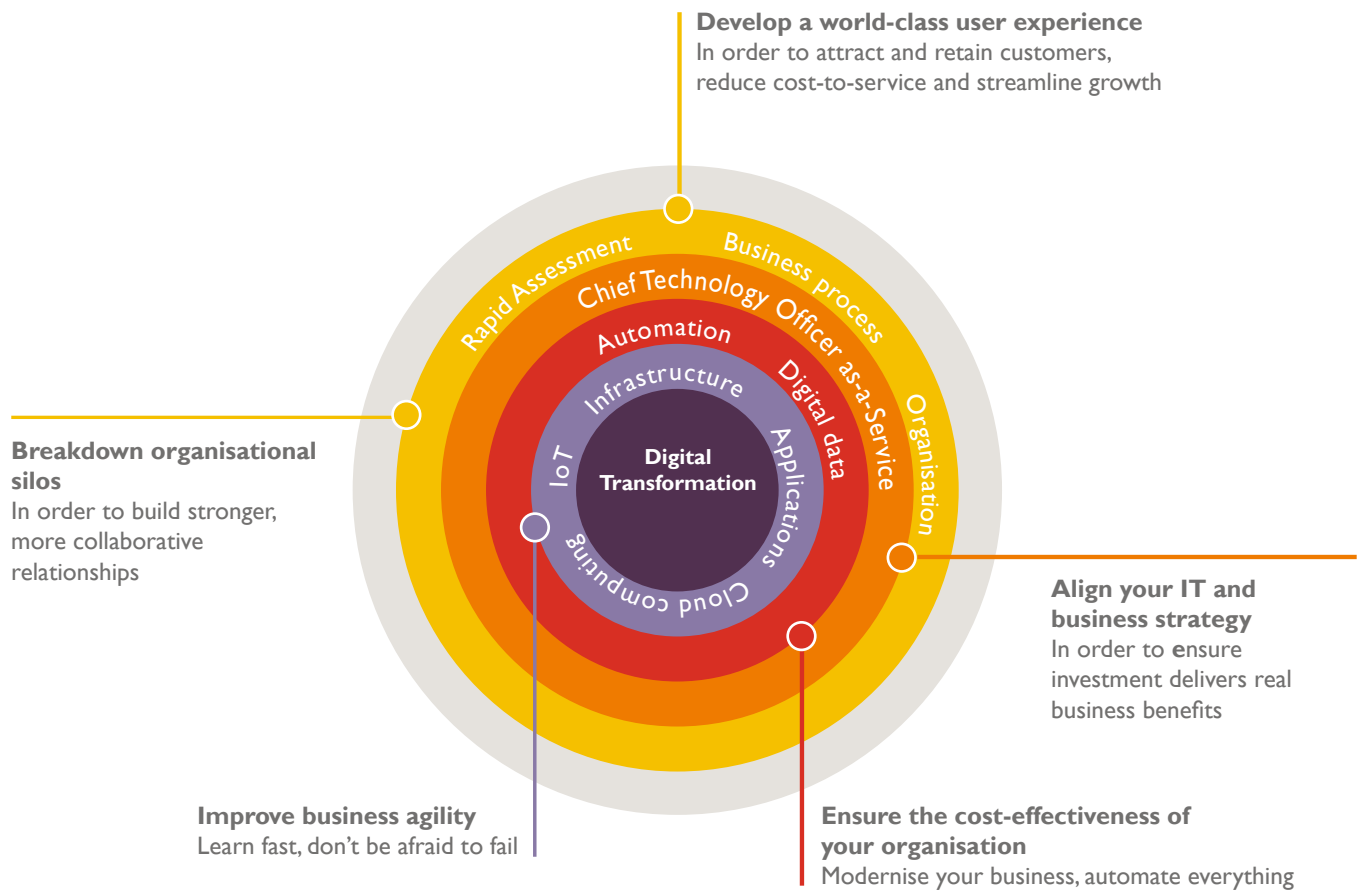 Develop a world-class user experience
In order to attract and retain customers,
reduce cost-to-service and streamline growth
Rapid Assessment
Business process
Organisation
Chief Technology Officer as-a-Service
Automation
Digital data
Infrastructure
Applications
Cloud computing
IoT
Digital
Transformation
Breakdown organisational
silos
In order to build stronger,
more collaborative
relationships
Align your IT and
business strategy
In order to ensure
investment delivers real
business benefits
Improve business agility
Learn fast, don't be afraid to fail
Ensure the cost-effectiveness of
your organisation
Modernise your business, automate everything